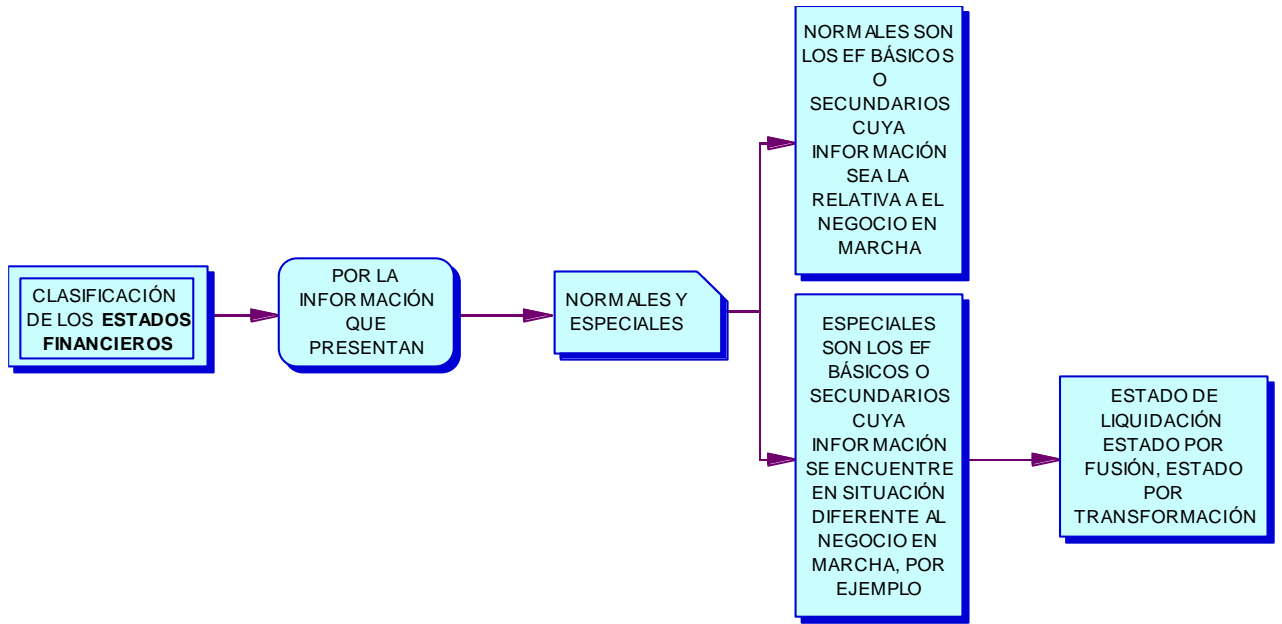 CLASIFICACIÓN
DE LOS ESTADOS
FINANCIEROS
POR LA
INFORMACIÓN
QUE
PRESENTAN
NORMALES Y
ESPECIALES
NORMALES SON
LOS EF BÁSICOS
O
SECUNDARIOS
CUYA
INFORMACIÓN
SEA LA
RELATIVA A EL
NEGOCIO EN
MARCHA
ESPECIALES
SON LOS EF
BÁSICOS O
SECUNDARIOS
CUYA
INFORMACIÓN
SE ENCUENTRE
EN SITUACIÓN
DIFERENTE AL
NEGOCIO EN
MARCHA, POR
EJEMPLO
ESTADO DE
LIQUIDACIÓN
ESTADO POR
FUSIÓN, ESTADO
POR
TRANSFORMACIÓN